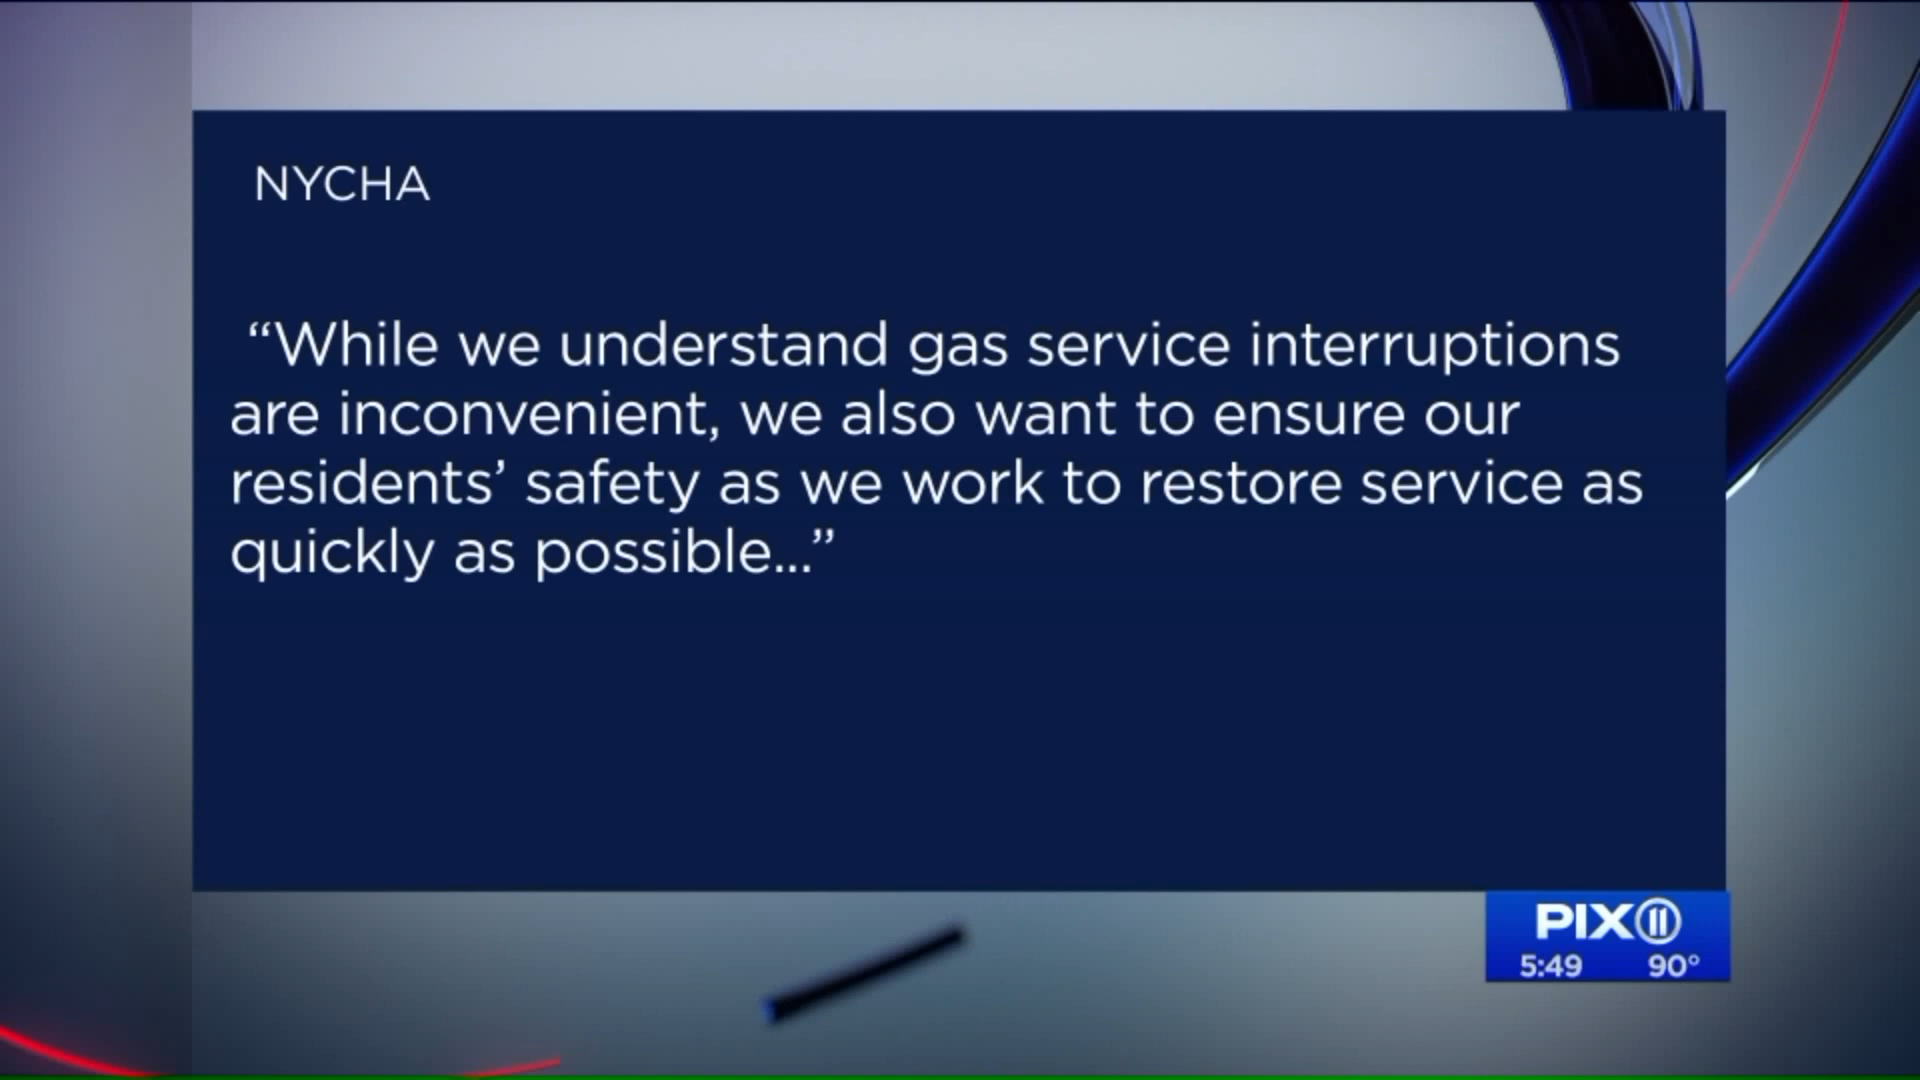 NYCHA
“While we understand gas service interruptions
are inconvenient, we also want to ensure our
residents’ safety as we work to restore service as
quickly as possible...”
PIX11
5:49 90°